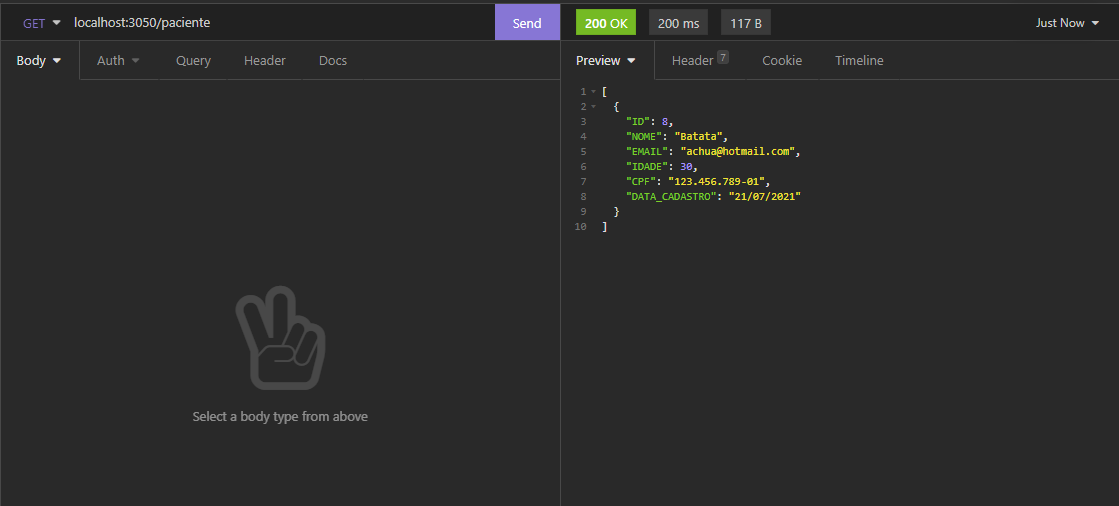 GET localhost:3050/paciente Send
200 OK 200 ms 117 B Just Now
Body Auth Query Header Docs
Preview Header 7 Cookie Timeline
1 [
2 {
3 "ID": 8,
4 "NOME": "Batata",
5 "EMAIL": "achua@hotmail.com",
6 "IDADE": 30,
7 "CPF": "123.456.789-01",
8 "DATA_CADASTRO": "21/07/2021"
9 }
10 ]
Select a body type from above